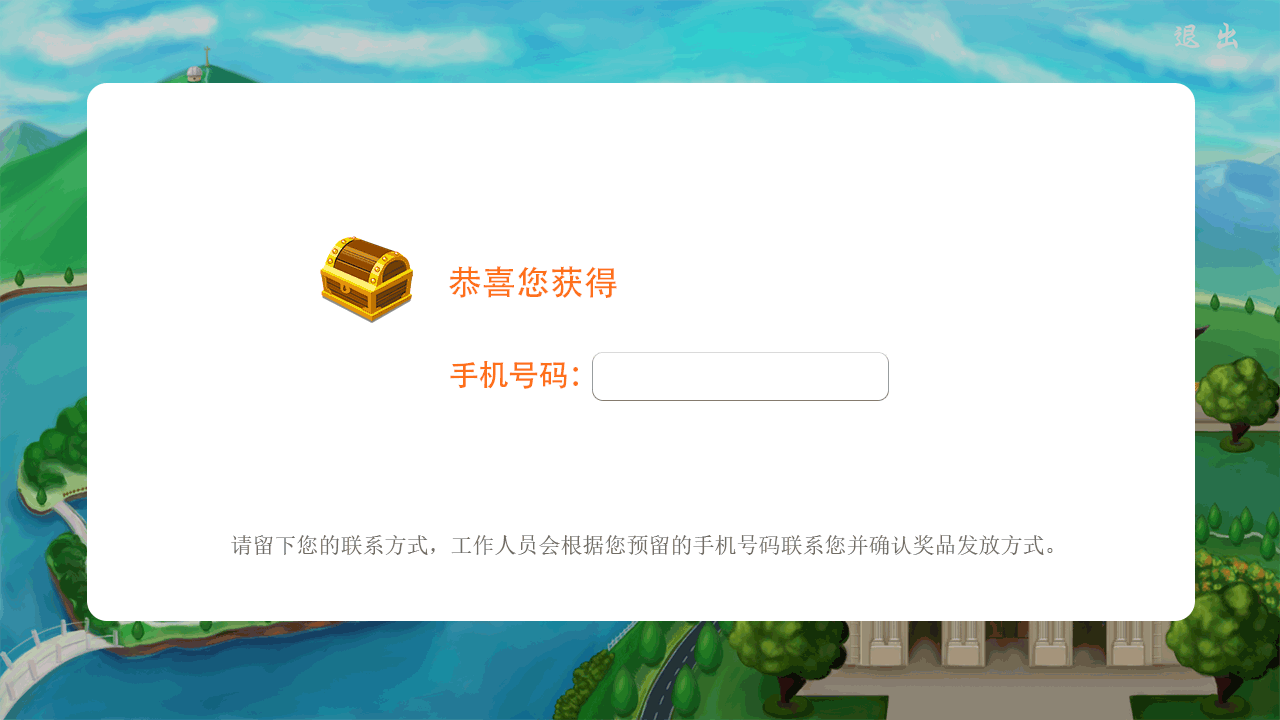 退 出
恭喜您获得
手机号码：
请留下您的联系方式，工作人员会根据您预留的手机号码联系您并确认奖品发放方式。